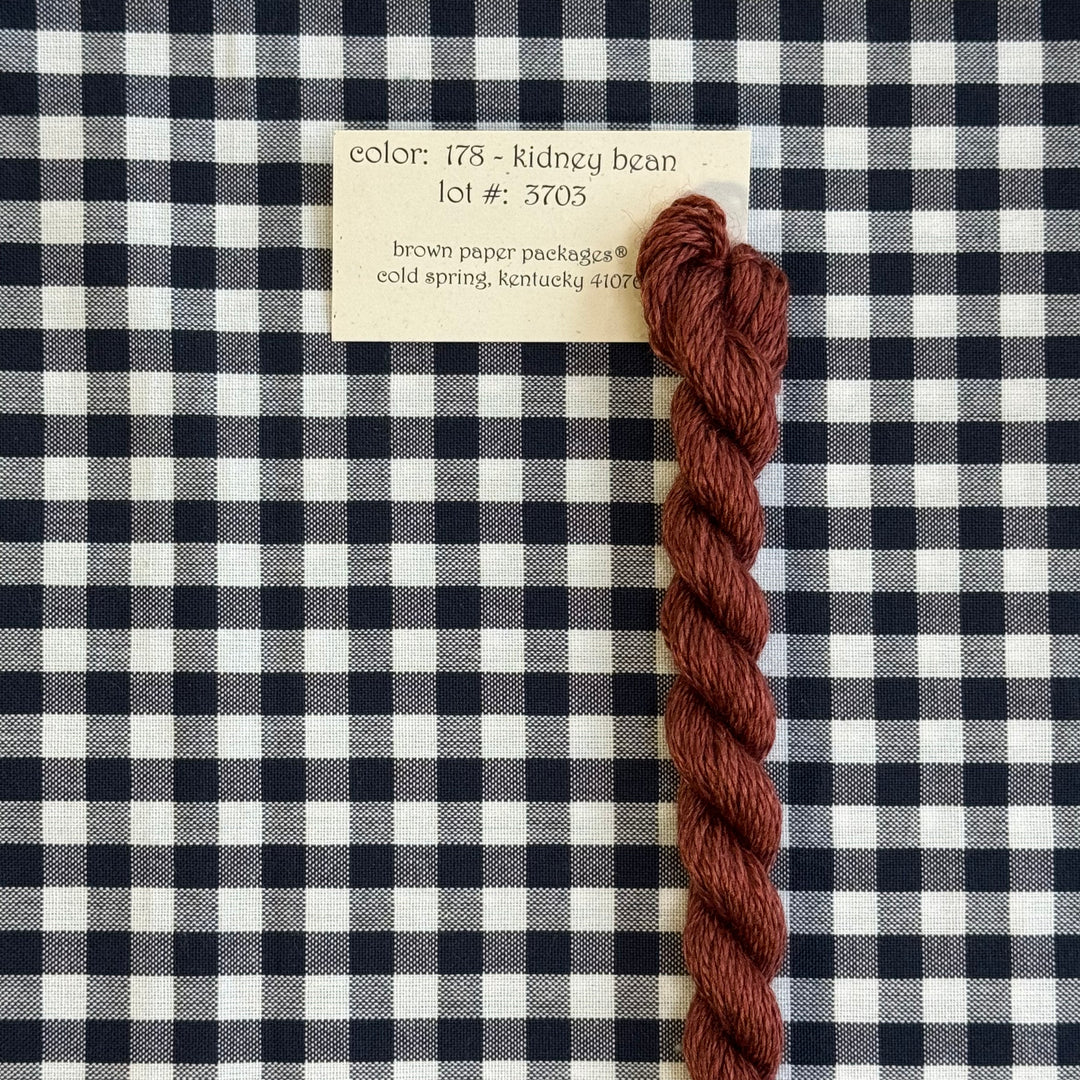 color: 178 - kidney bean
lot #: 3703
brown paper packages®
cold spring, kentucky 41076